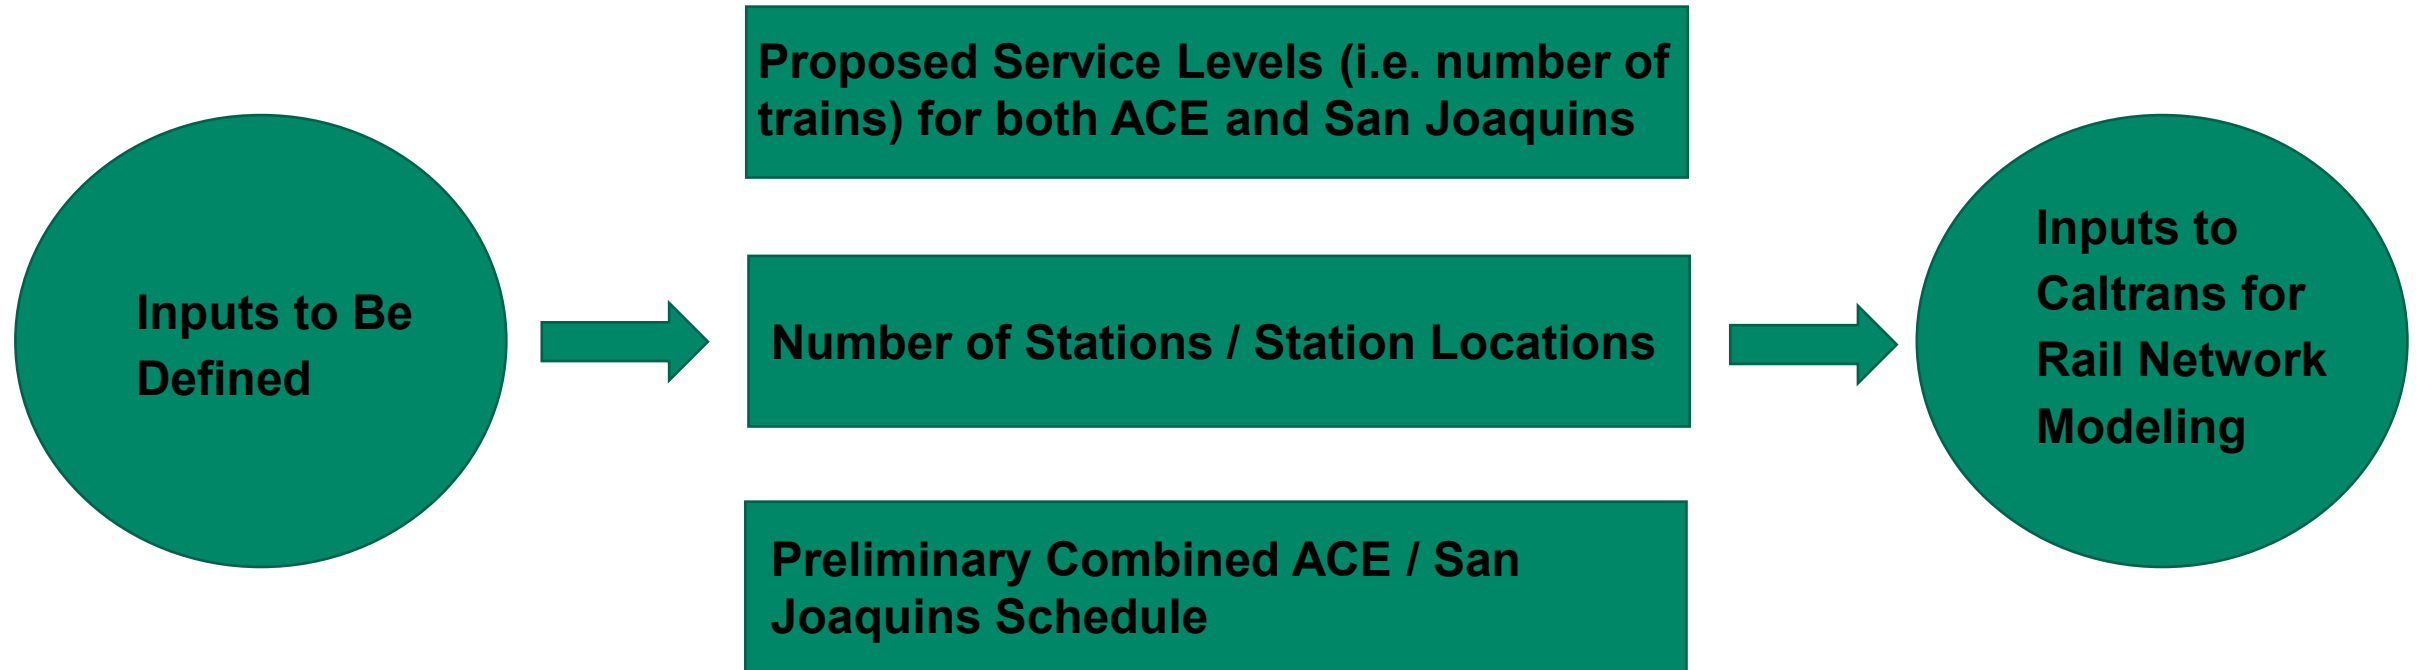 Inputs to Be
Defined
Proposed Service Levels (i.e. number of
trains) for both ACE and San Joaquins
Number of Stations / Station Locations
Preliminary Combined ACE / San
Joaquins Schedule
Inputs to
Caltrans for
Rail Network
Modeling